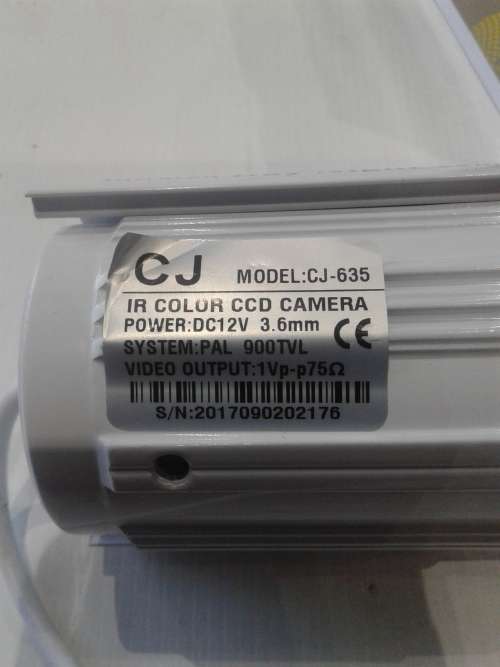 CJ MODEL:CJ-635
IR COLOR CCD CAMERA
POWER:DC12V 3.6mm CE
SYSTEM:PAL 900TVL
VIDEO OUTPUT:1Vp-p75Ω
S/N:2017090202176